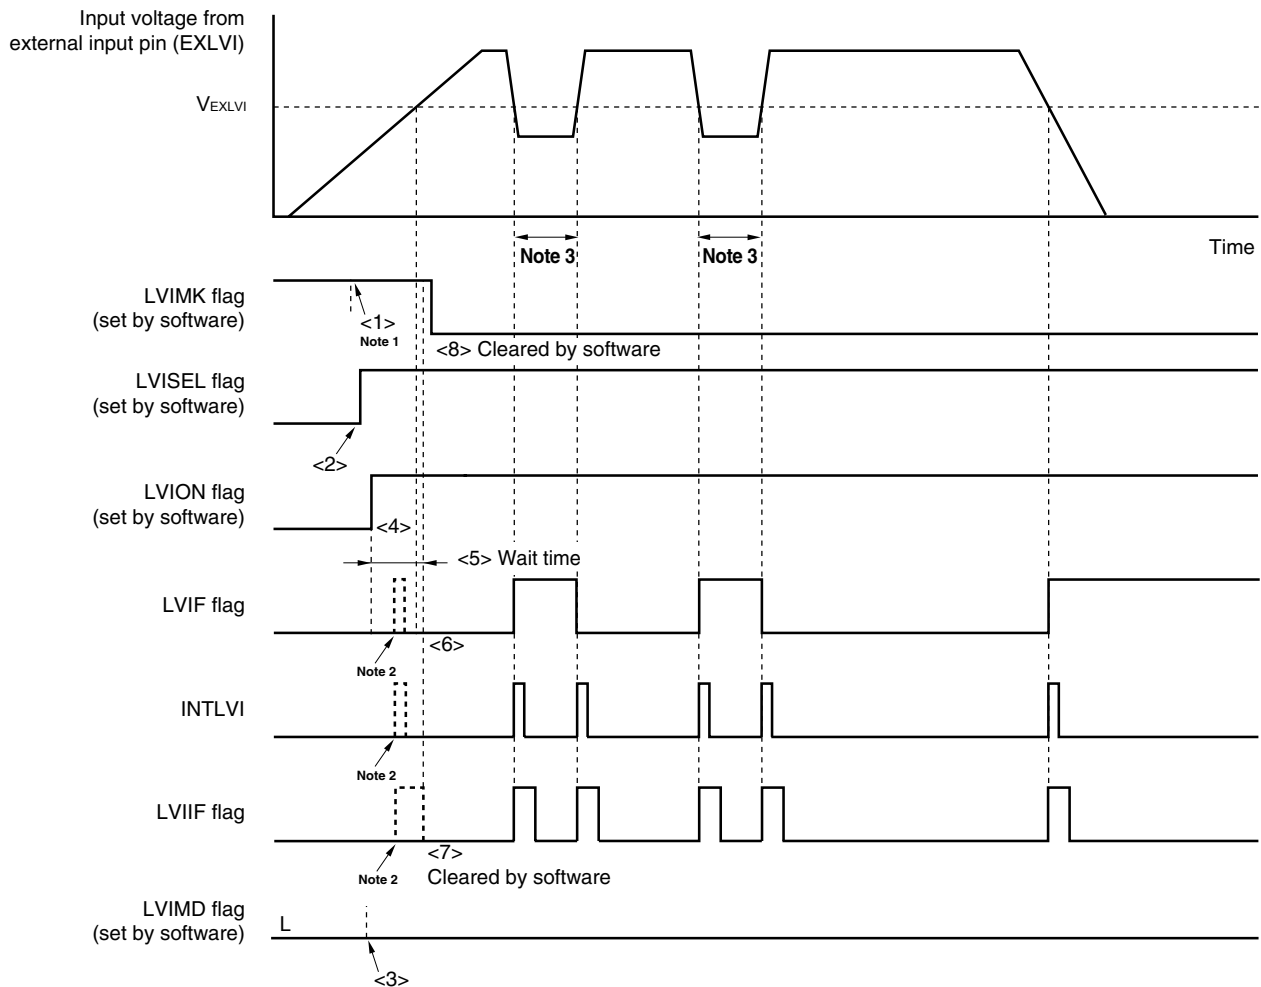 Input voltage from
external input pin (EXLVI)
VEXLVI
Note 3
Note 3
Time
LVIMK flag
(set by software)
<1>
Note 1
<8> Cleared by software
LVISEL flag
(set by software)
<2>
LVION flag
(set by software)
<4>
<5> Wait time
LVIF flag
<6>
Note 2
INTLVI
Note 2
LVIIF flag
<7>
Note 2
Cleared by software
LVIMD flag
(set by software)
L
<3>